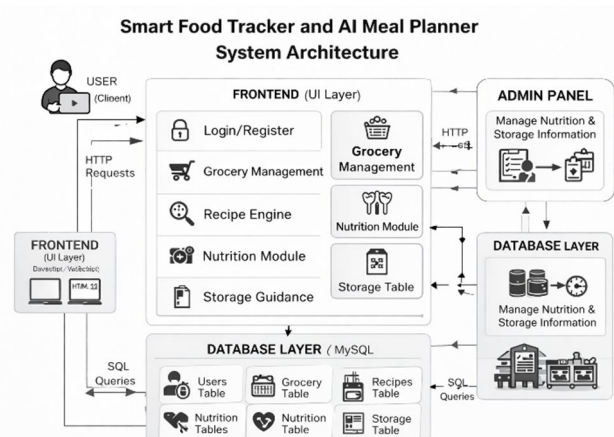 Smart Food Tracker and AI Meal Planner
System Architecture
USER
(Clieent)
HTTP
Requests
FRONTEND (UI Layer)
Login/Register
Grocery Management
Recipe Engine
Nutrition Module
Storage Guidance
Grocery
Management
Nutrition Module
Storage Table
HTTP
ADMIN PANEL
Manage Nutrition &
Storage Information
FRONTEND
(UI Layer)
DATABASE LAYER
Manage Nutrition &
Storage Information
SQL
Queries
DATABASE LAYER ( MySQL
Users
Table
Grocery
Table
Recipes
Table
Nutrition
Tables
Nutrition
Table
Storage
Table
SQL
Queries